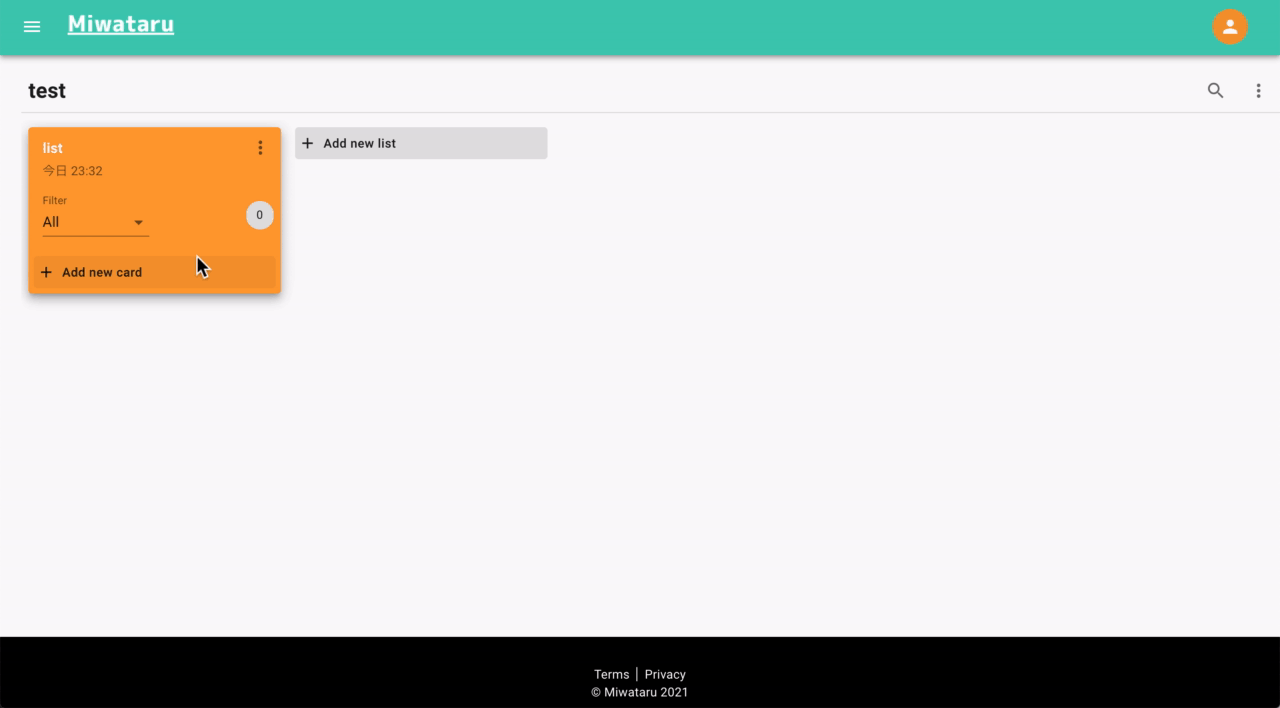 Miwataru
test
list
今日 23:32
Filter
All
0
Add new card
Add new list
Terms | Privacy
© Miwataru 2021